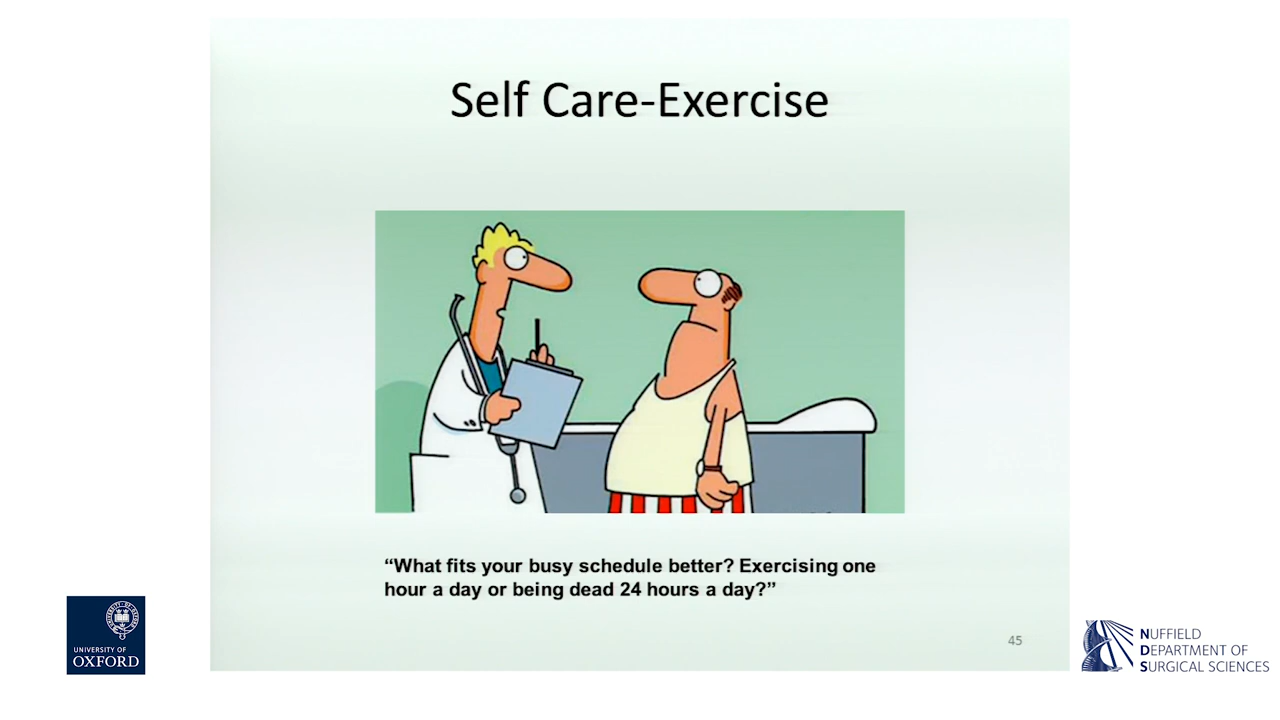 Self Care-Exercise
“What fits your busy schedule better? Exercising one
hour a day or being dead 24 hours a day?”
45
UNIVERSITY OF
OXFORD
NUFFIELD
DEPARTMENT OF
SURGICAL SCIENCES